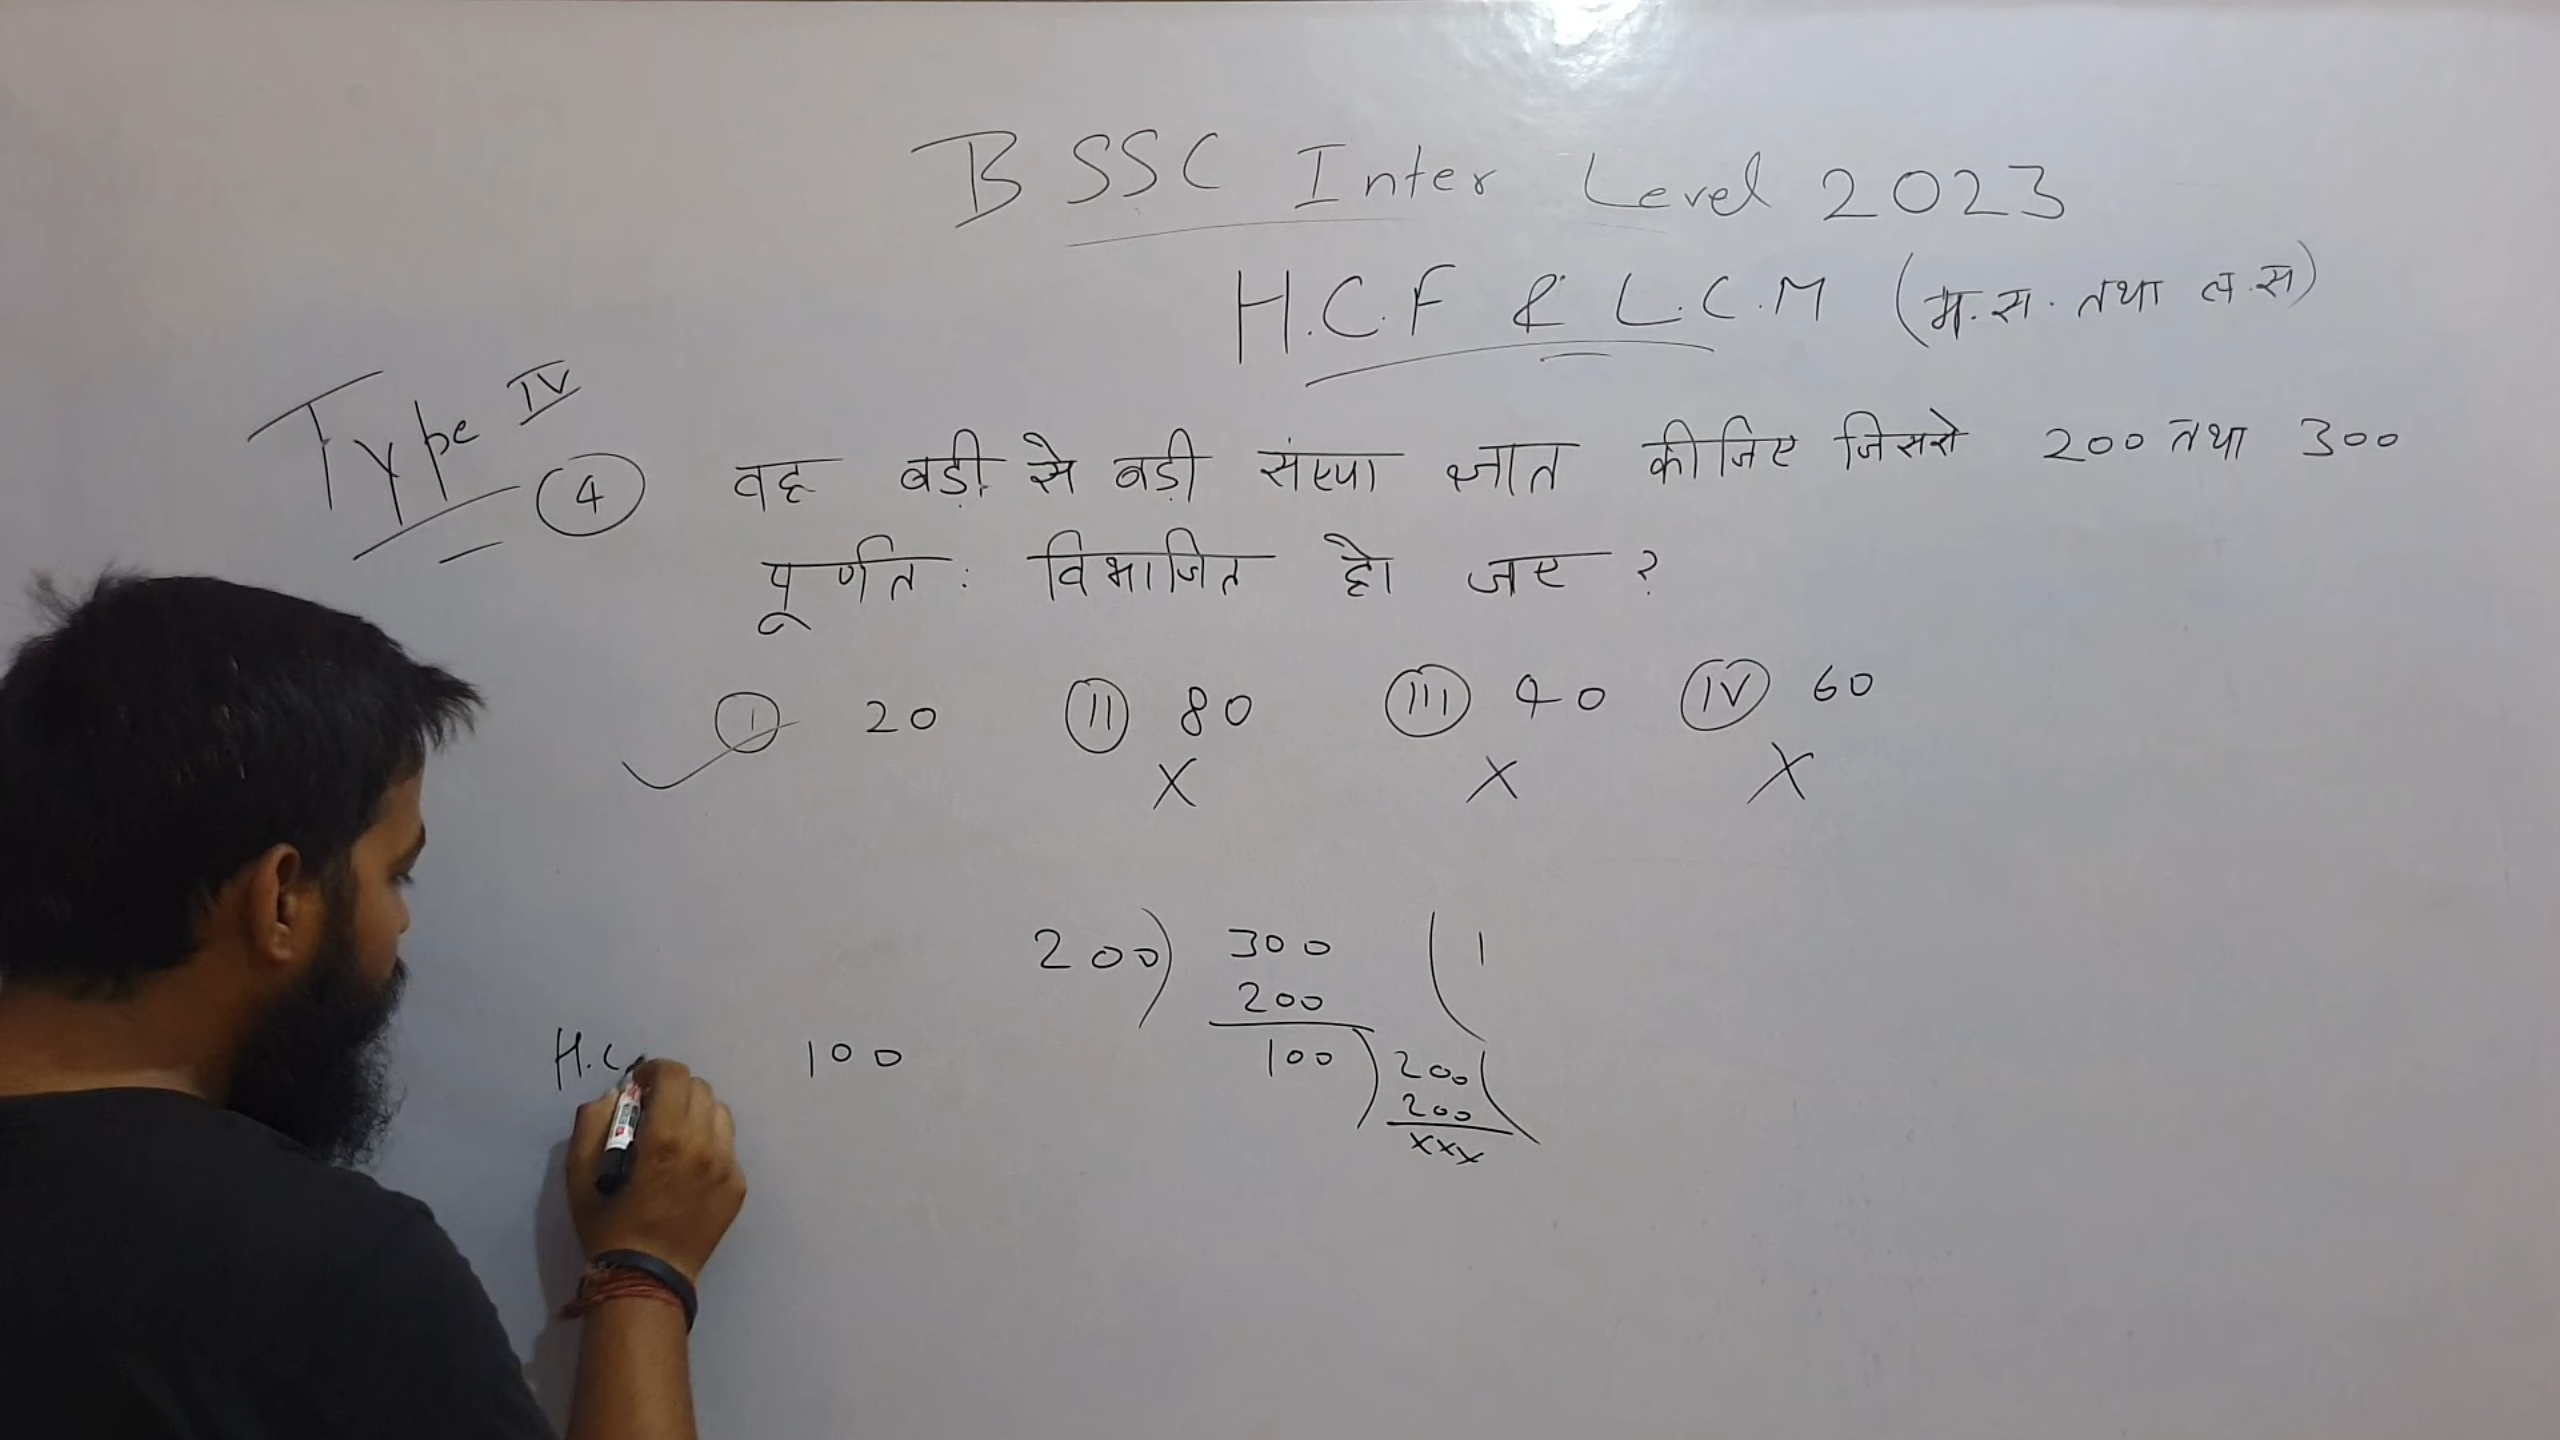 BSSC Inter Level 2023
H.C.F & L.C.M (म.स. तथा ल.स)
Type IV
④ वह बड़ी से बड़ी संख्या ज्ञात कीजिए जिससे 200 तथा 300
पूर्णत: विभाजित हो जए ?
Ⓘ 20 Ⓘⓘ 80 Ⓘⓘⓘ 40 ⒾⓋ 60
✓ X X X
200) 300 ( 1
200
H.C 100 100) 200 (
200
xxx